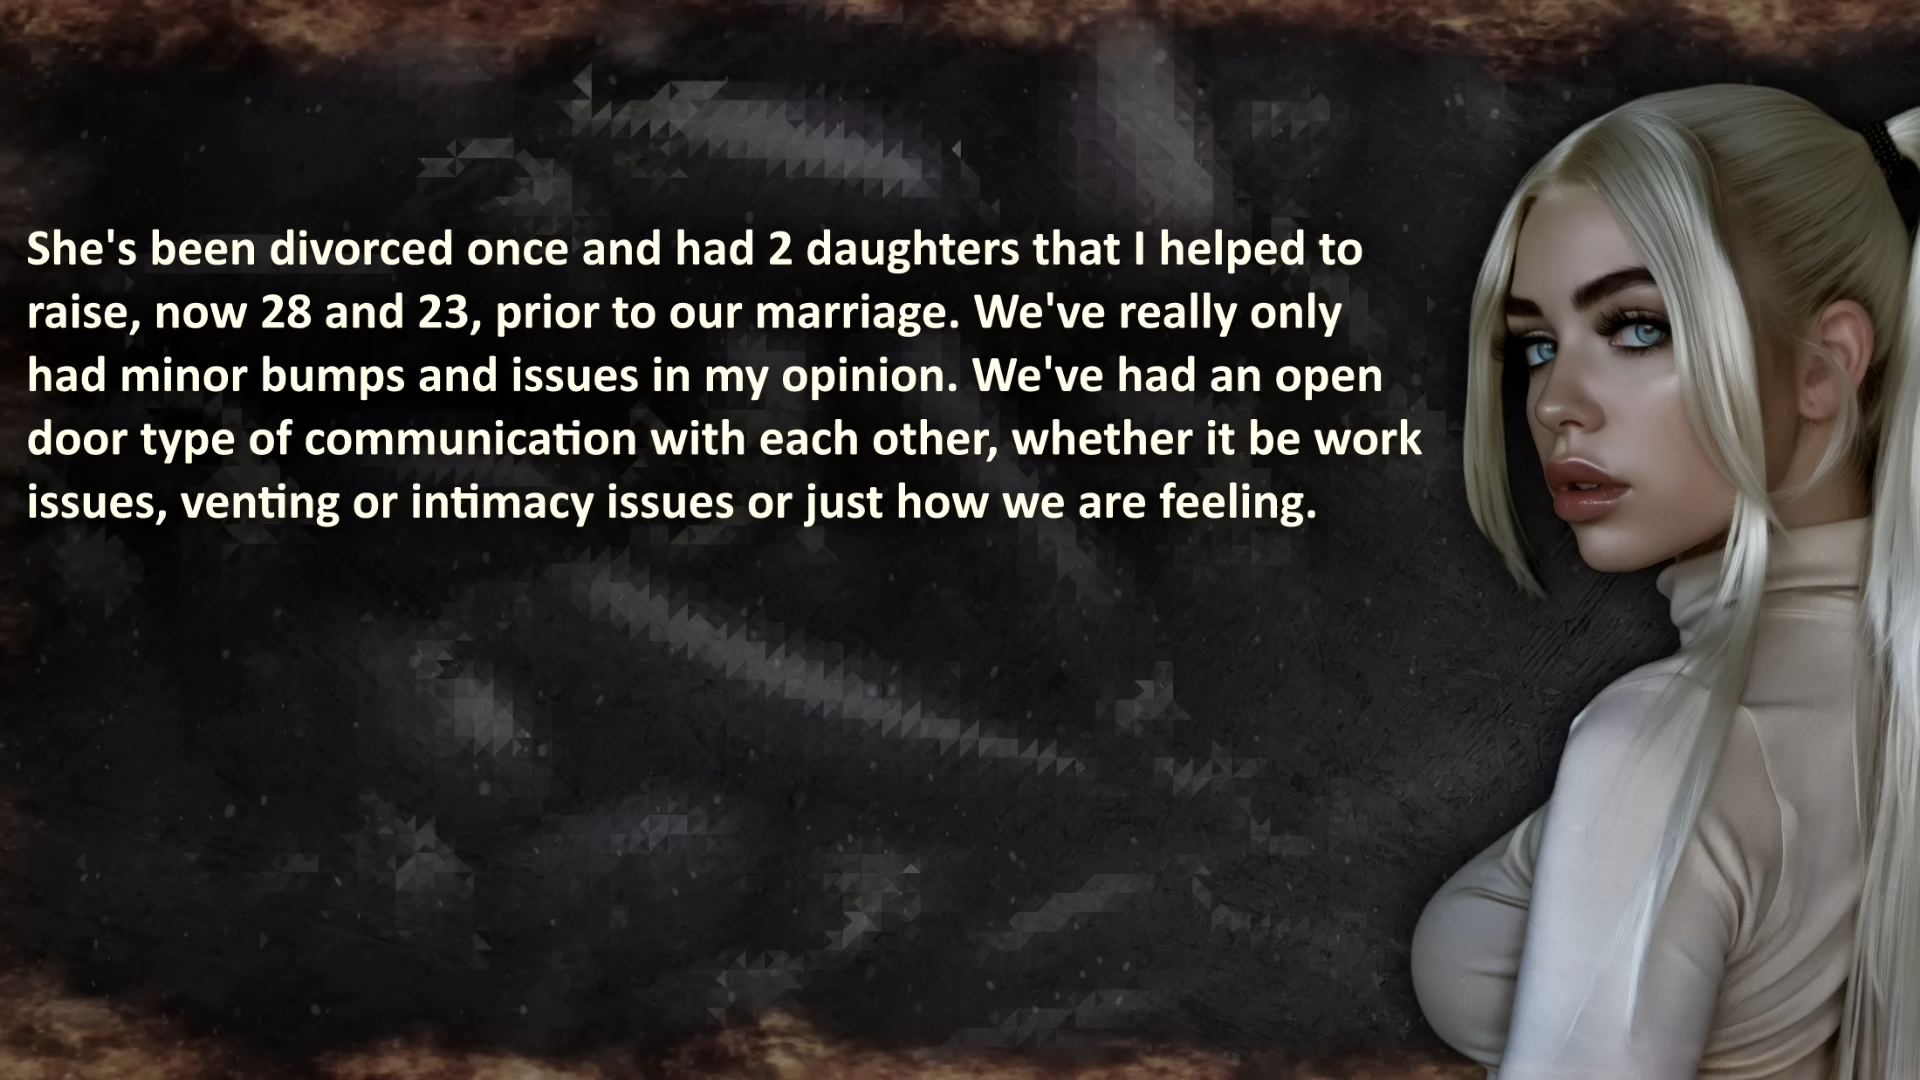 She's been divorced once and had 2 daughters that I helped to
raise, now 28 and 23, prior to our marriage. We've really only
had minor bumps and issues in my opinion. We've had an open
door type of communication with each other, whether it be work
issues, venting or intimacy issues or just how we are feeling.